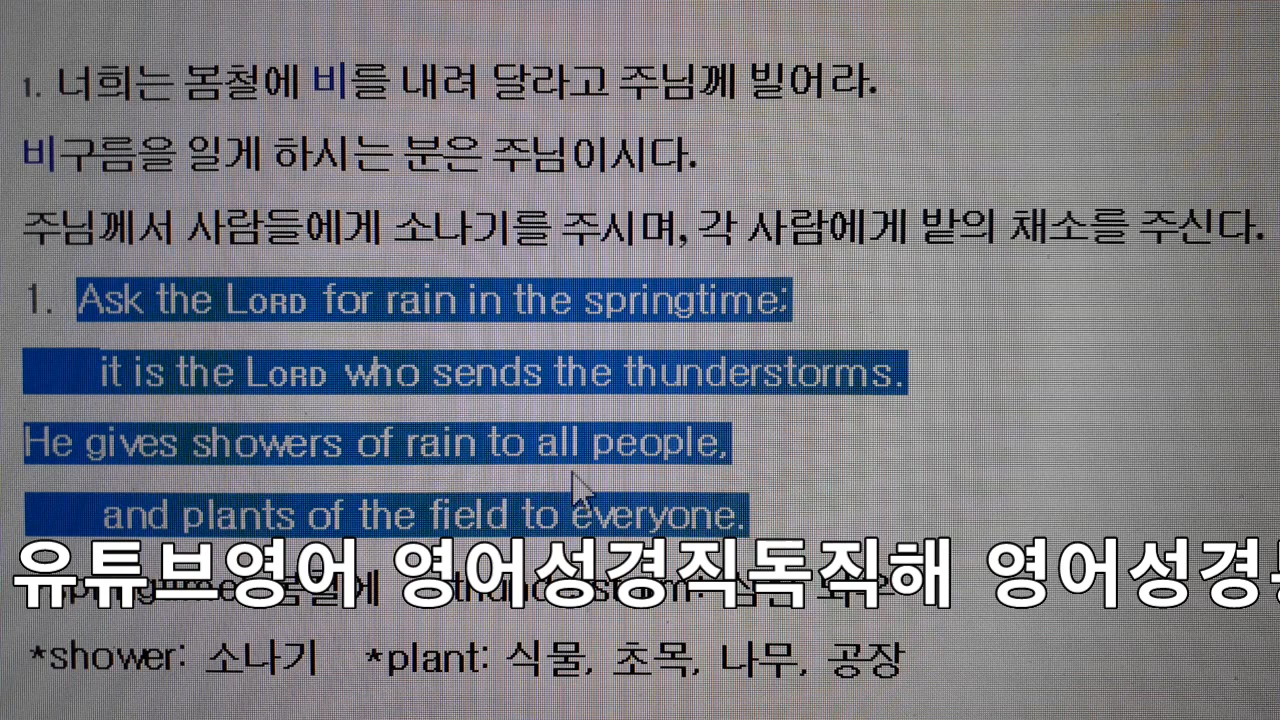 1. 너희는 봄철에 비를 내려 달라고 주님께 빌어라.
비구름을 일게 하시는 분은 주님이시다.
주님께서 사람들에게 소나기를 주시며, 각 사람에게 밭의 채소를 주신다.
1. Ask the LORD for rain in the springtime;
it is the LORD who sends the thunderstorms.
He gives showers of rain to all people,
and plants of the field to everyone.
유튜브영어 영어성경직독직해 영어성경
*shower: 소나기 *plant: 식물, 초목, 나무, 공장